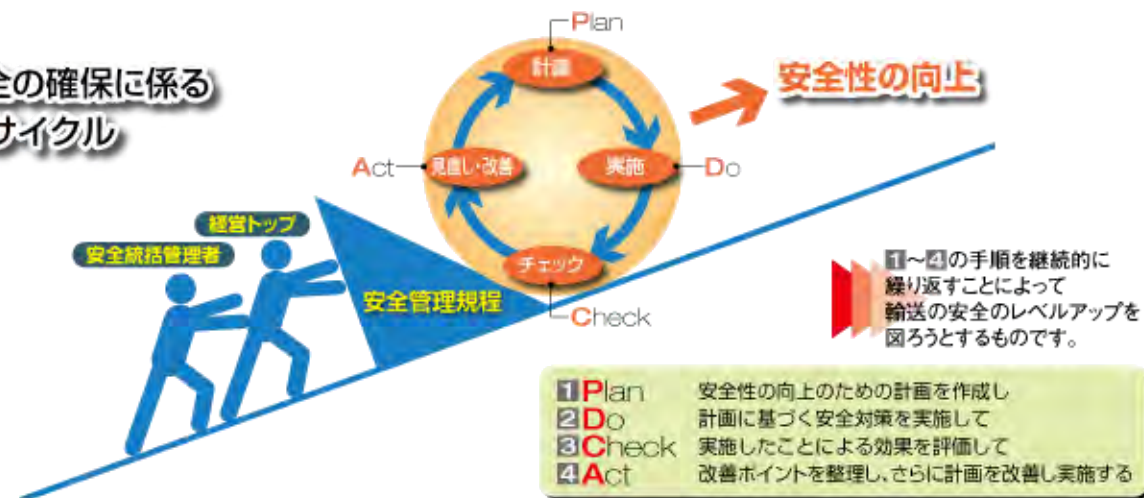 全の確保に係る
サイクル
Plan
計画
安全性の向上
Act
見直し・改善
実施
Do
経営トップ
安全統括管理者
チェック
安全管理規程
Check
1～4の手順を継続的に
繰り返すことによって
輸送の安全のレベルアップを
図ろうとするものです。
1 Plan 安全性の向上のための計画を作成し
2 Do 計画に基づく安全対策を実施して
3 Check 実施したことによる効果を評価して
4 Act 改善ポイントを整理し、さらに計画を改善し実施する